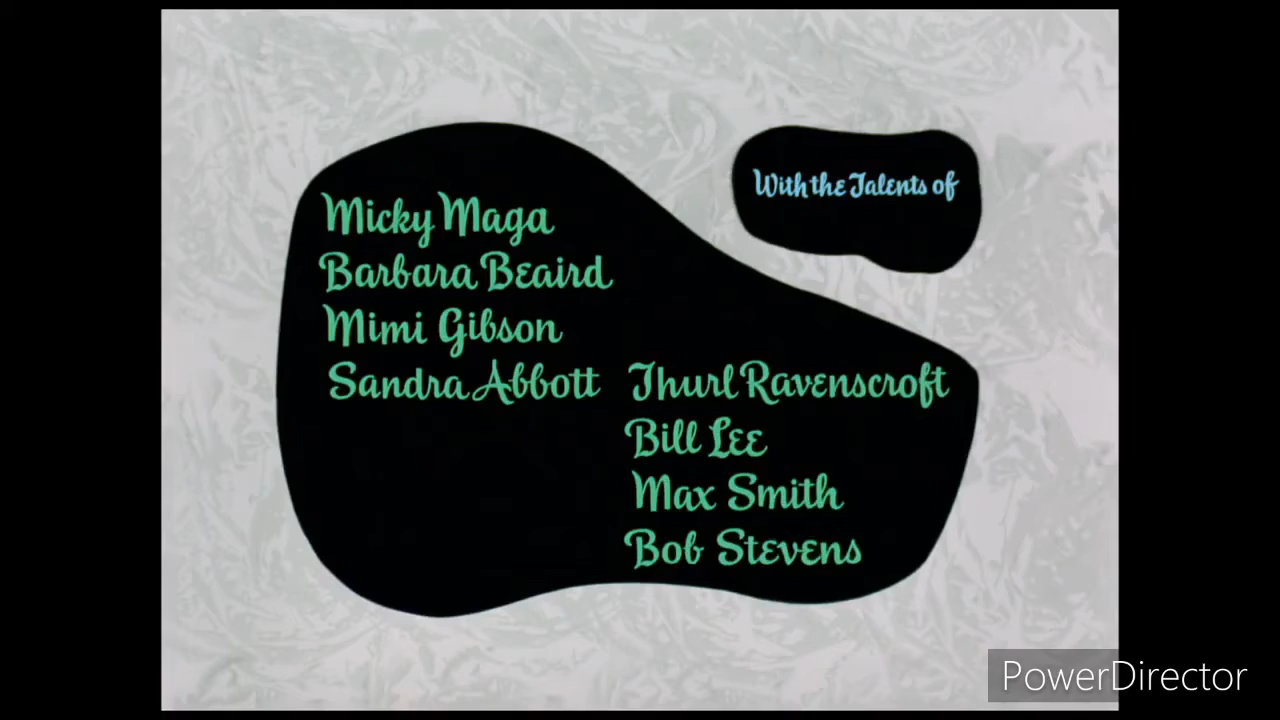 With the Talents of
Micky Maga
Barbara Beaird
Mimi Gibson
Sandra Abbott
Thurl Ravenscroft
Bill Lee
Max Smith
Bob Stevens
PowerDirector